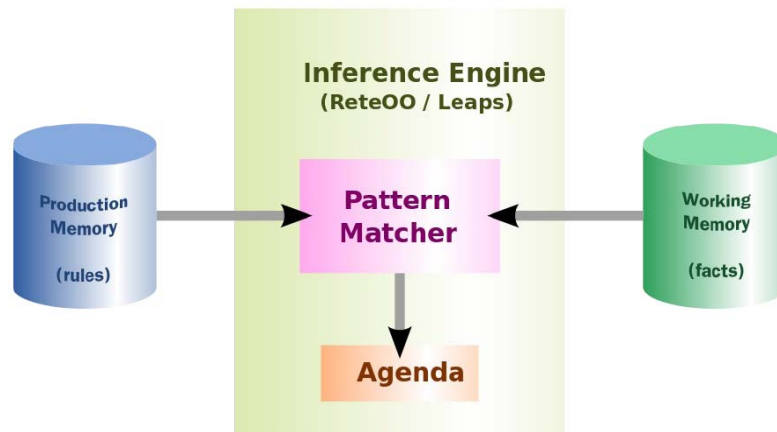 Inference Engine
(ReteOO / Leaps)
Production
Memory
(rules)
Pattern
Matcher
Working
Memory
(facts)
Agenda